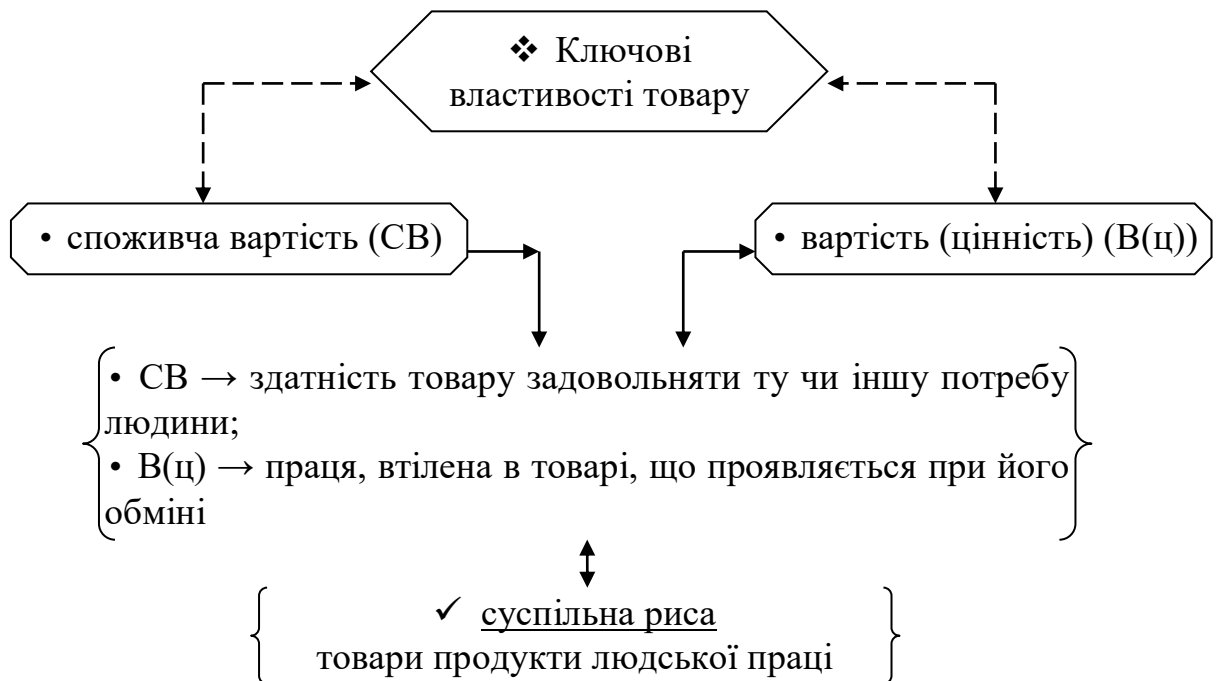 ❖ Ключові
властивості товару
• споживча вартість (СВ)
• вартість (цінність) (В(ц))
• СВ → здатність товару задовольняти ту чи іншу потребу
людини;
• В(ц) → праця, втілена в товарі, що проявляється при його
обміні
✓ суспільна риса
товари продукти людської праці